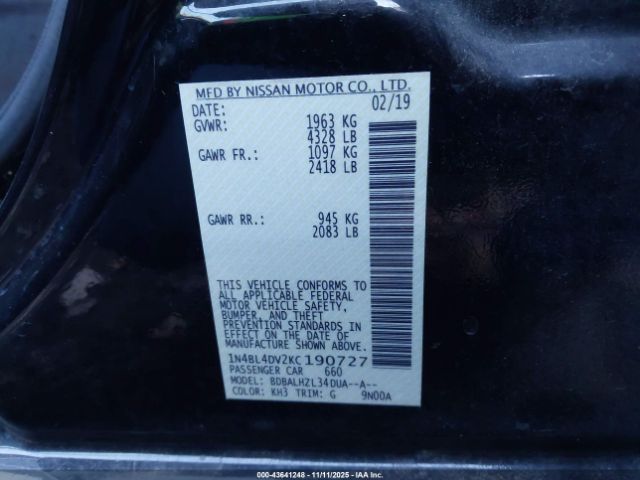 MFD BY NISSAN MOTOR CO., LTD.
DATE: 02/19
GVWR: 1963 KG
4328 LB
GAWR FR.: 1097 KG
2418 LB
GAWR RR.: 945 KG
2083 LB
THIS VEHICLE CONFORMS TO
ALL APPLICABLE FEDERAL
MOTOR VEHICLE SAFETY,
BUMPER, AND THEFT
PREVENTION STANDARDS
IN EFFECT ON THE DATE OF
MANUFACTURE SHOWN ABOVE.
1N4BL4DV2KC190727
PASSENGER CAR 660
MODEL: BDBALHZL34DUA--A--
COLOR: KH3 TRIM: G 9N00A
000-43641248 - 11/11/2025 - IAA Inc.